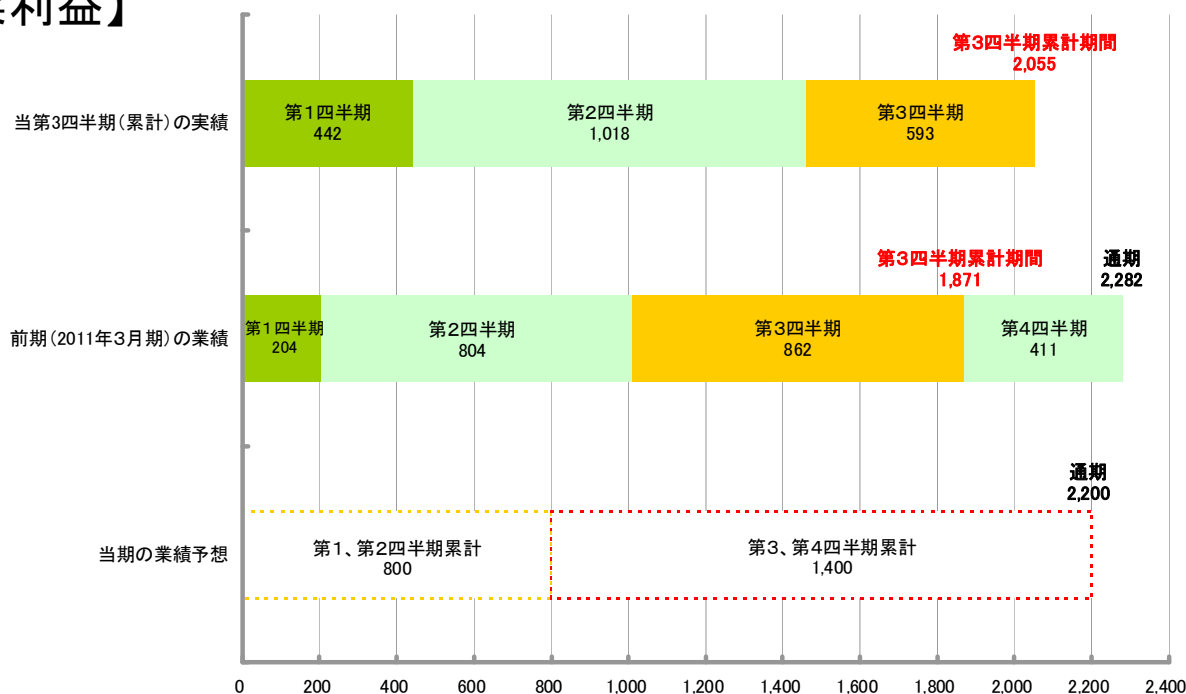 利益】
第3四半期累計期間
2,055
当第3四半期(累計)の実績
第1四半期
442
第2四半期
1,018
第3四半期
593
第3四半期累計期間
1,871
通期
2,282
前期(2011年3月期)の業績
第1四半期
204
第2四半期
804
第3四半期
862
第4四半期
411
通期
2,200
当期の業績予想
第1、第2四半期累計
800
第3、第4四半期累計
1,400
0 200 400 600 800 1,000 1,200 1,400 1,600 1,800 2,000 2,200 2,400